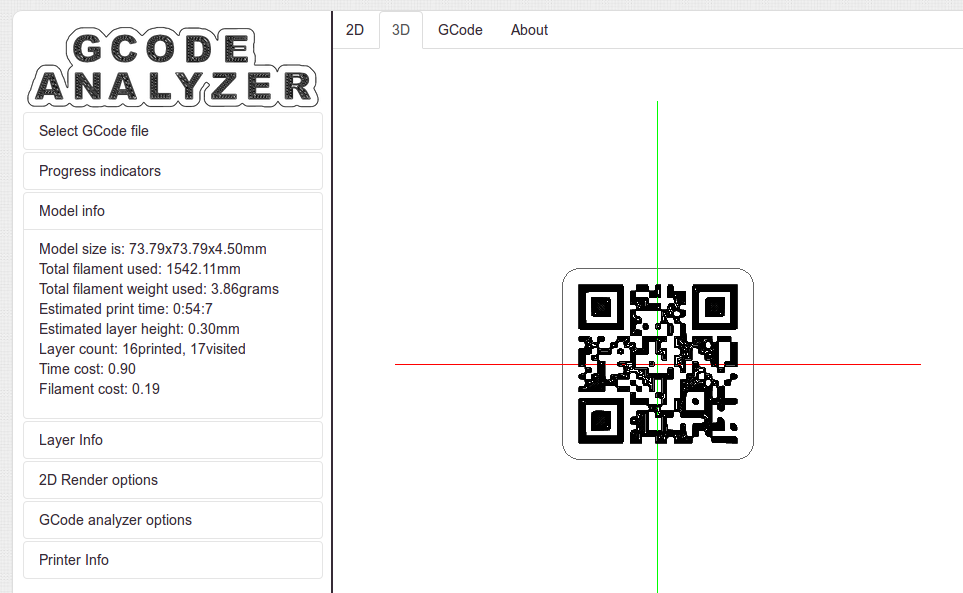 GCODE
ANALYZER
2D 3D GCode About
Select GCode file
Progress indicators
Model info
Model size is: 73.79x73.79x4.50mm
Total filament used: 1542.11mm
Total filament weight used: 3.86grams
Estimated print time: 0:54:7
Estimated layer height: 0.30mm
Layer count: 16printed, 17visited
Time cost: 0.90
Filament cost: 0.19
Layer Info
2D Render options
GCode analyzer options
Printer Info